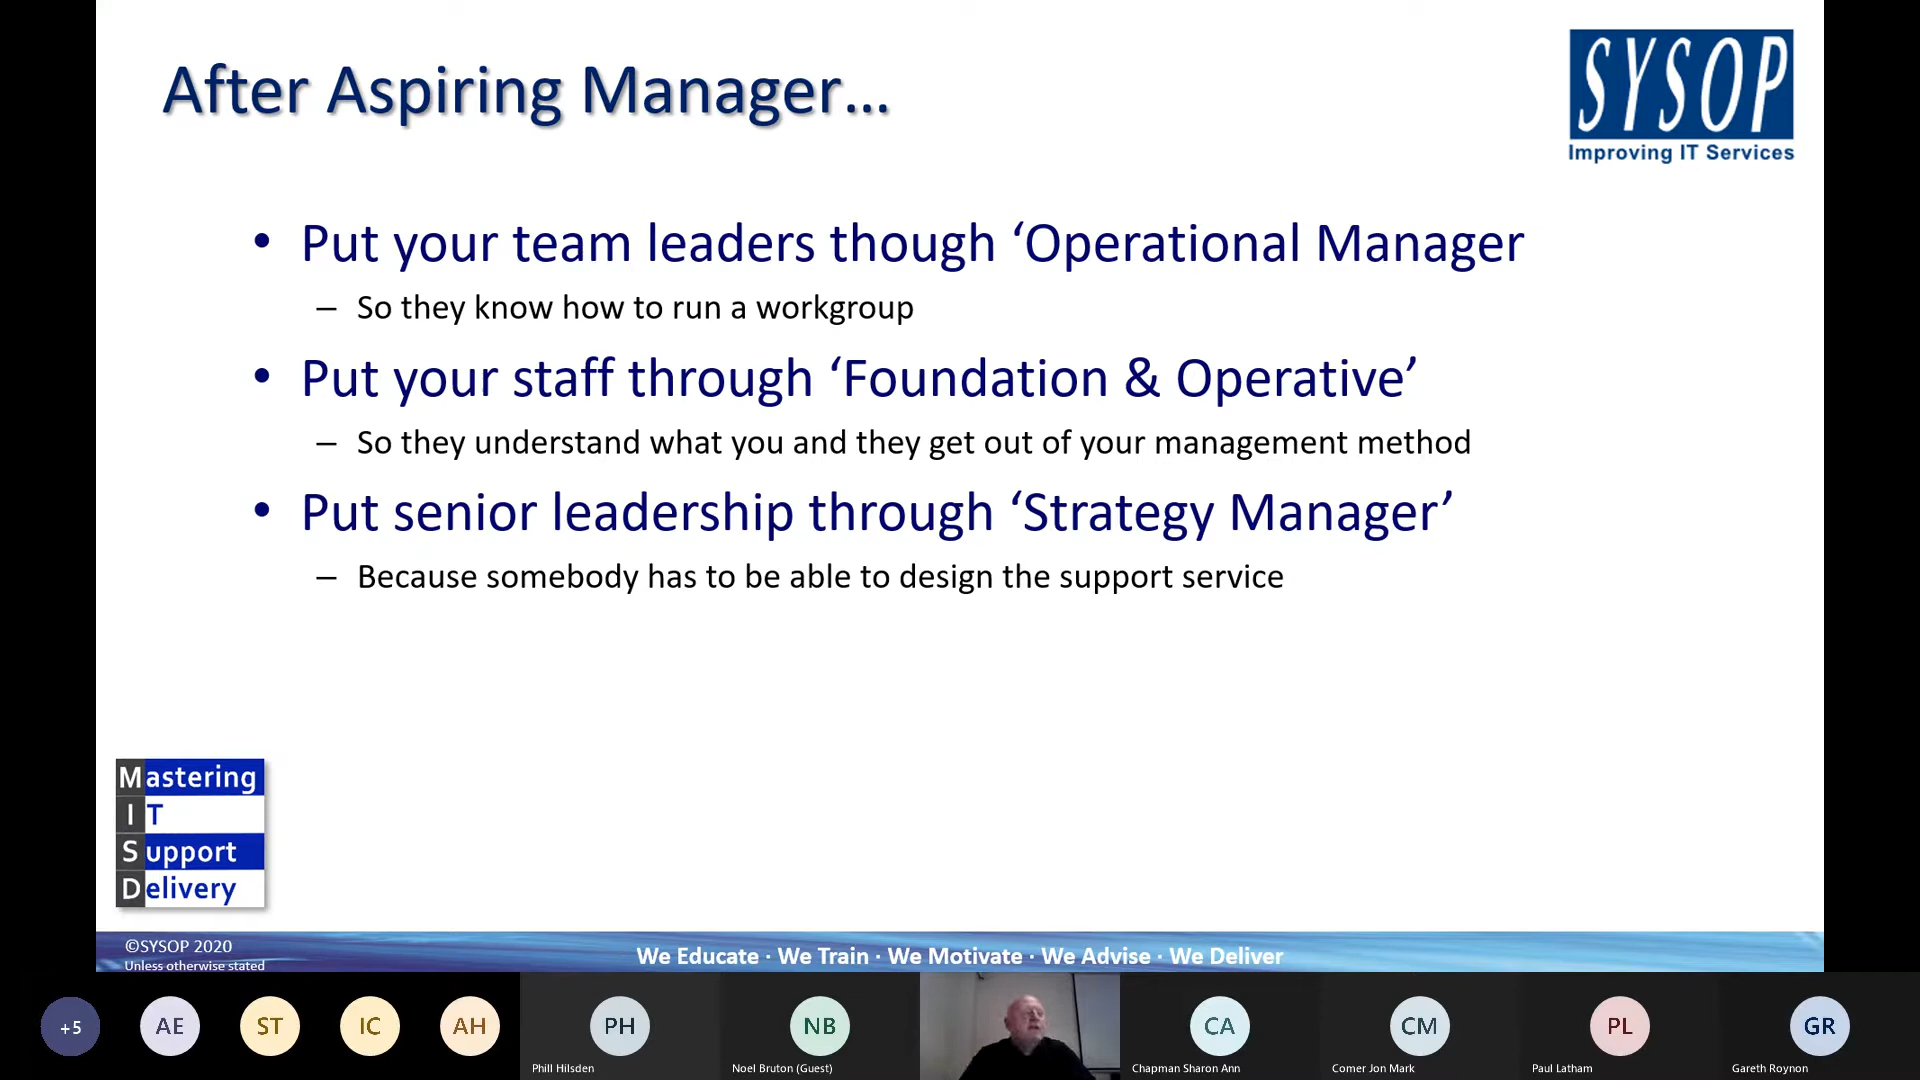 After Aspiring Manager...
SYSOP
Improving IT Services
• Put your team leaders though ‘Operational Manager
– So they know how to run a workgroup
• Put your staff through ‘Foundation & Operative’
– So they understand what you and they get out of your management method
• Put senior leadership through ‘Strategy Manager’
– Because somebody has to be able to design the support service
Mastering
IT
Support
Delivery
©SYSOP 2020
Unless otherwise stated
We Educate · We Train · We Motivate · We Advise · We Deliver
+5
AE
ST
IC
AH
PH
NB
CA
CM
PL
GR
Phill Hilsden
Noel Bruton (Guest)
Chapman Sharon Ann
Comer Jon Mark
Paul Latham
Gareth Roynon